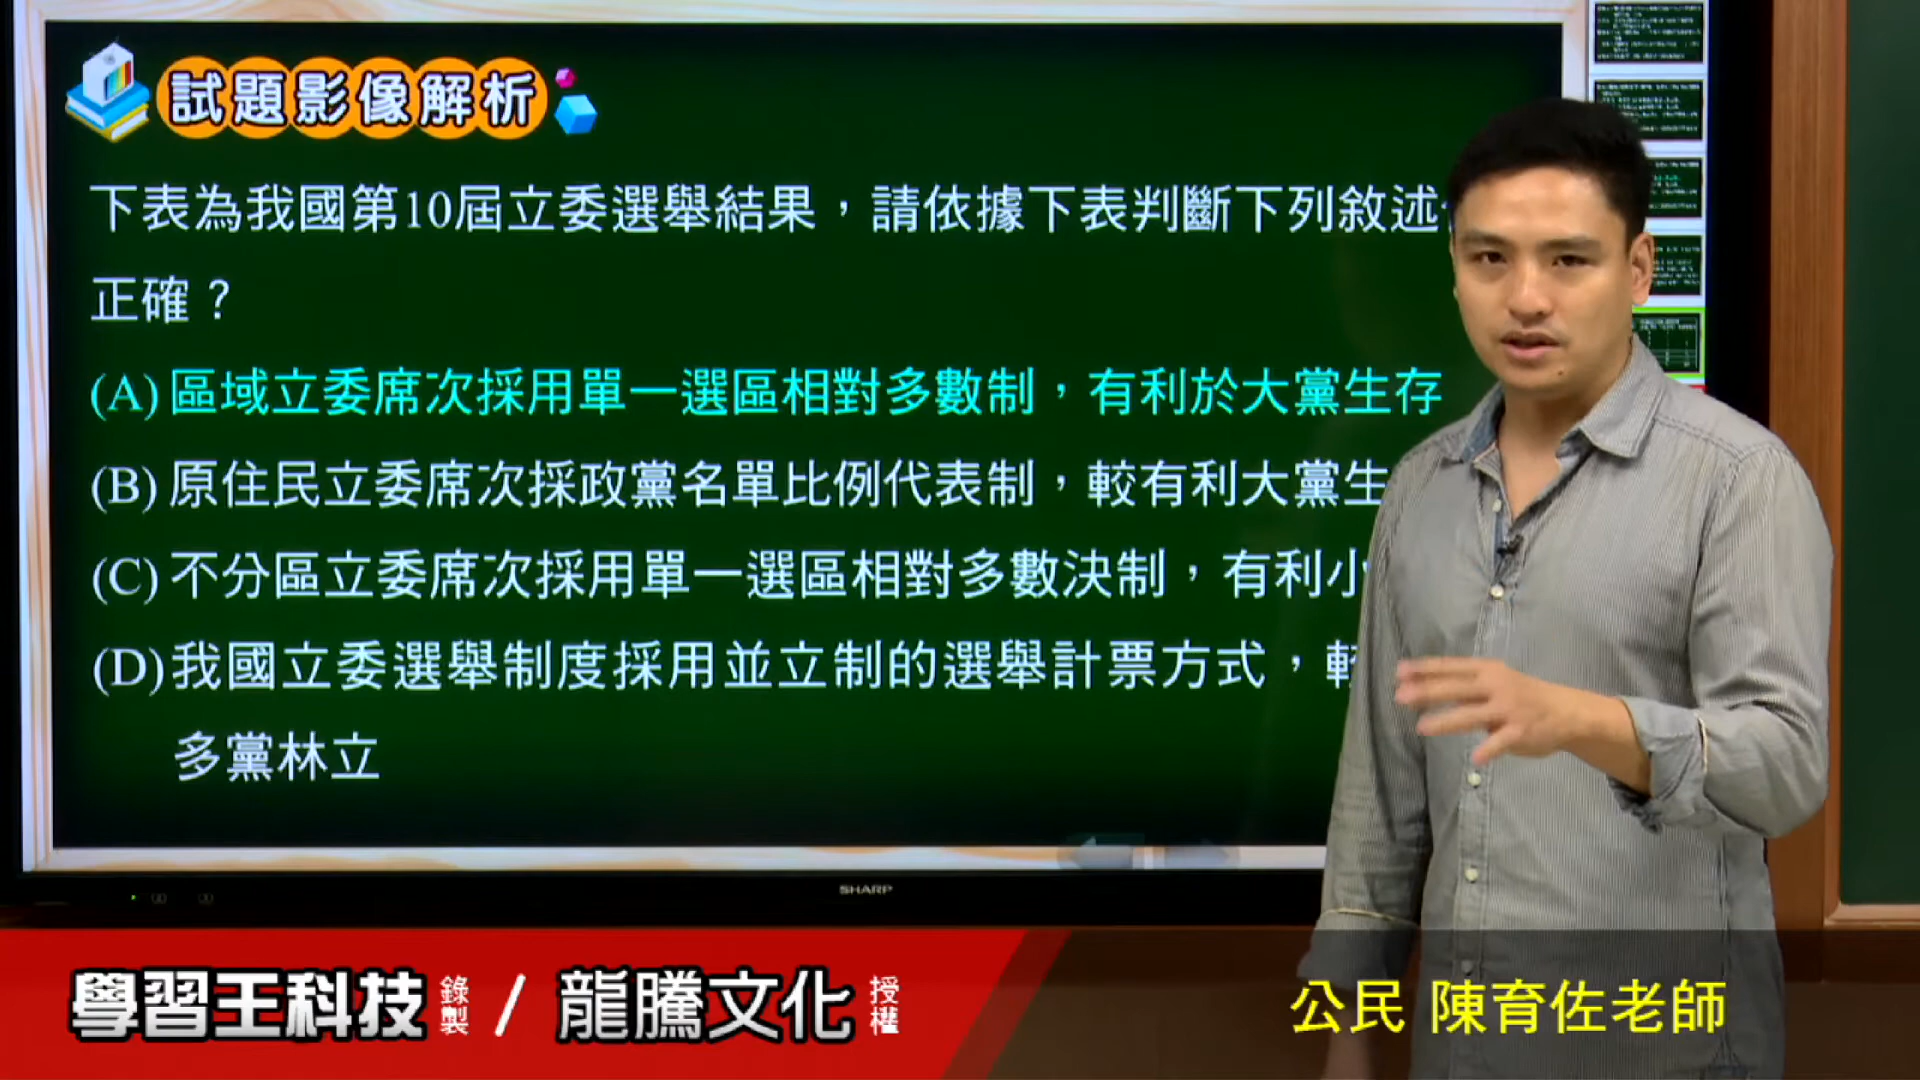 試題影像解析
下表為我國第10屆立委選舉結果，請依據下表判斷下列敘述
正確？
(A) 區域立委席次採用單一選區相對多數制，有利於大黨生存
(B) 原住民立委席次採政黨名單比例代表制，較有利大黨生
(C) 不分區立委席次採用單一選區相對多數決制，有利小
(D) 我國立委選舉制度採用並立制的選舉計票方式，較
多黨林立
SHARP
學習王科技 錄製 / 龍騰文化 授權
公民 陳育佐老師